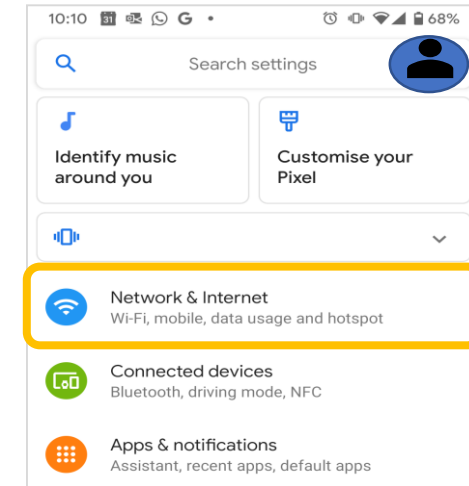 10:10 31 G 68%
Search settings
Identify music
around you
Customise your
Pixel
Network & Internet
Wi-Fi, mobile, data usage and hotspot
Connected devices
Bluetooth, driving mode, NFC
Apps & notifications
Assistant, recent apps, default apps